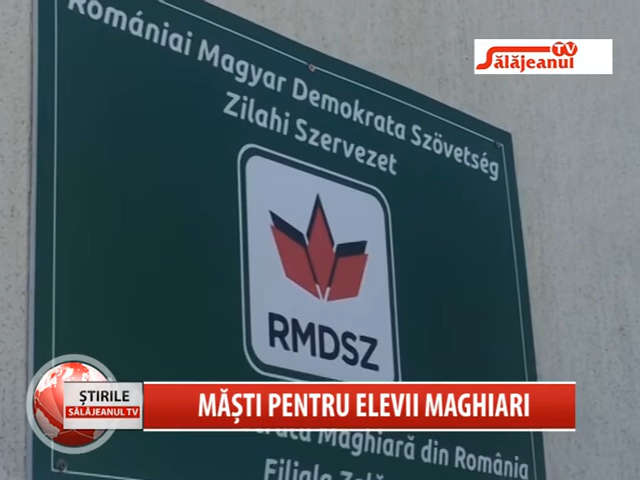 Sălăjeanul TV
Romániai Magyar Demokrata Szövetség
Zilahi Szervezet
RMDSZ
ȘTIRILE
SĂLĂJEANUL TV
MĂȘTI PENTRU ELEVII MAGHIARI
Maghiară din România
Filiala